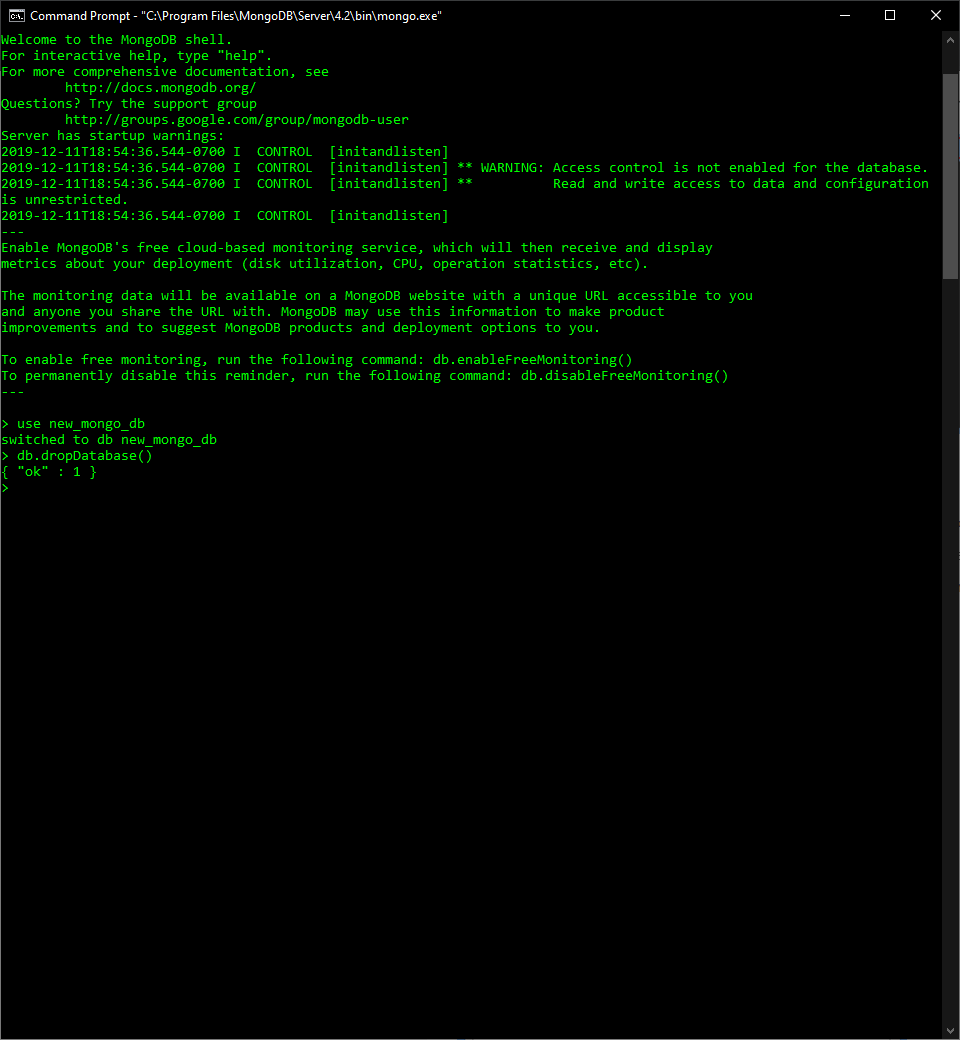 Command Prompt - "C:\Program Files\MongoDB\Server\4.2\bin\mongo.exe"
Welcome to the MongoDB shell.
For interactive help, type "help".
For more comprehensive documentation, see
        http://docs.mongodb.org/
Questions? Try the support group
        http://groups.google.com/group/mongodb-user
Server has startup warnings:
2019-12-11T18:54:36.544-0700 I  CONTROL  [initandlisten]
2019-12-11T18:54:36.544-0700 I  CONTROL  [initandlisten] ** WARNING: Access control is not enabled for the database.
2019-12-11T18:54:36.544-0700 I  CONTROL  [initandlisten] **          Read and write access to data and configuration
is unrestricted.
2019-12-11T18:54:36.544-0700 I  CONTROL  [initandlisten]
---
Enable MongoDB's free cloud-based monitoring service, which will then receive and display
metrics about your deployment (disk utilization, CPU, operation statistics, etc).

The monitoring data will be available on a MongoDB website with a unique URL accessible to you
and anyone you share the URL with. MongoDB may use this information to make product
improvements and to suggest MongoDB products and deployment options to you.

To enable free monitoring, run the following command: db.enableFreeMonitoring()
To permanently disable this reminder, run the following command: db.disableFreeMonitoring()
---

> use new_mongo_db
switched to db new_mongo_db
> db.dropDatabase()
{ "ok" : 1 }
>